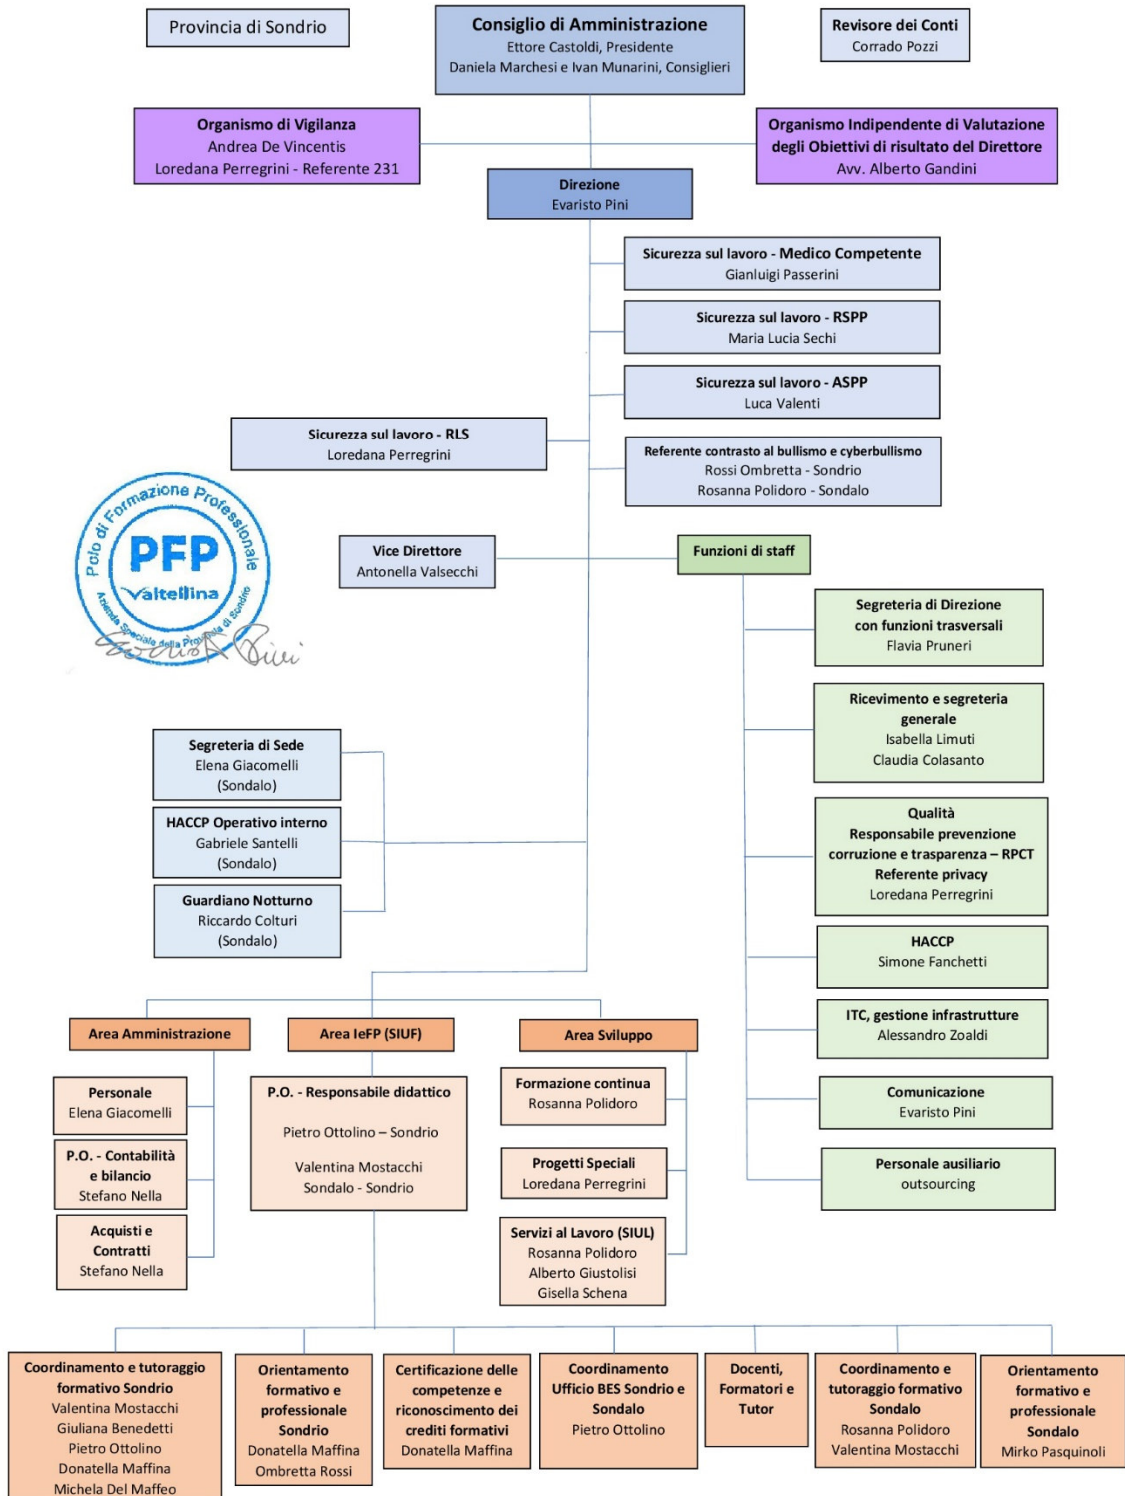 Provincia di Sondrio
Consiglio di Amministrazione
Ettore Castoldi, Presidente
Daniela Marchesi e Ivan Munarini, Consiglieri
Revisore dei Conti
Corrado Pozzi
Organismo di Vigilanza
Andrea De Vincentis
Loredana Perregrini - Referente 231
Organismo Indipendente di Valutazione
degli Obiettivi di risultato del Direttore
Avv. Alberto Gandini
Direzione
Evaristo Pini
Sicurezza sul lavoro - Medico Competente
Gianluigi Passerini
Sicurezza sul lavoro - RSPP
Maria Lucia Sechi
Sicurezza sul lavoro - ASPP
Luca Valenti
Sicurezza sul lavoro - RLS
Loredana Perregrini
Referente contrasto al bullismo e cyberbullismo
Rossi Ombretta - Sondrio
Rosanna Polidoro - Sondalo
Polo di Formazione Professionale
PFP
Valtellina
Azienda Speciale della Provincia di Sondrio
Vice Direttore
Antonella Valsecchi
Funzioni di staff
Segreteria di Direzione
con funzioni trasversali
Flavia Pruneri
Ricevimento e segreteria
generale
Isabella Limuti
Claudia Colasanto
Qualità
Responsabile prevenzione
corruzione e trasparenza – RPCT
Referente privacy
Loredana Perregrini
HACCP
Simone Fanchetti
ITC, gestione infrastrutture
Alessandro Zoaldi
Comunicazione
Evaristo Pini
Personale ausiliario
outsourcing
Segreteria di Sede
Elena Giacomelli
(Sondalo)
HACCP Operativo interno
Gabriele Santelli
(Sondalo)
Guardiano Notturno
Riccardo Colturi
(Sondalo)
Area Amministrazione
Personale
Elena Giacomelli
P.O. - Contabilità
e bilancio
Stefano Nella
Acquisti e
Contratti
Stefano Nella
Area IeFP (SIUF)
P.O. - Responsabile didattico
Pietro Ottolino – Sondrio
Valentina Mostacchi
Sondalo - Sondrio
Area Sviluppo
Formazione continua
Rosanna Polidoro
Progetti Speciali
Loredana Perregrini
Servizi al Lavoro (SIUL)
Rosanna Polidoro
Alberto Giustolisi
Gisella Schena
Coordinamento e tutoraggio
formativo Sondrio
Valentina Mostacchi
Giuliana Benedetti
Pietro Ottolino
Donatella Maffina
Michela Del Maffeo
Orientamento
formativo e
professionale
Sondrio
Donatella Maffina
Ombretta Rossi
Certificazione delle
competenze e
riconoscimento dei
crediti formativi
Donatella Maffina
Coordinamento
Ufficio BES Sondrio e
Sondalo
Pietro Ottolino
Docenti,
Formatori e
Tutor
Coordinamento e
tutoraggio formativo
Sondalo
Rosanna Polidoro
Valentina Mostacchi
Orientamento
formativo e
professionale
Sondalo
Mirko Pasquinoli